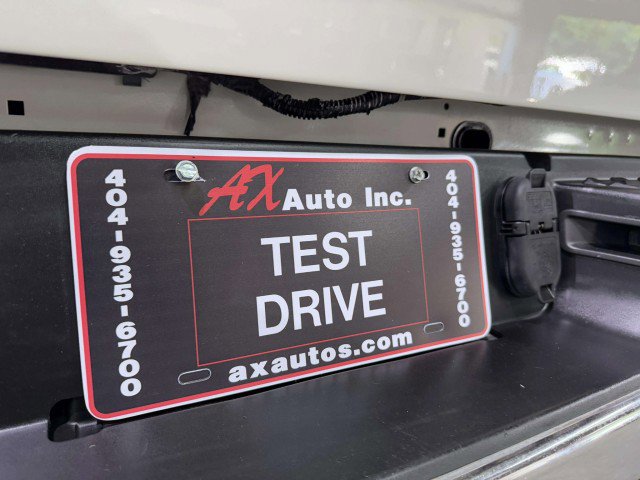 AX Auto Inc.
404-935-6700
TEST
DRIVE
404-935-6700
axautos.com